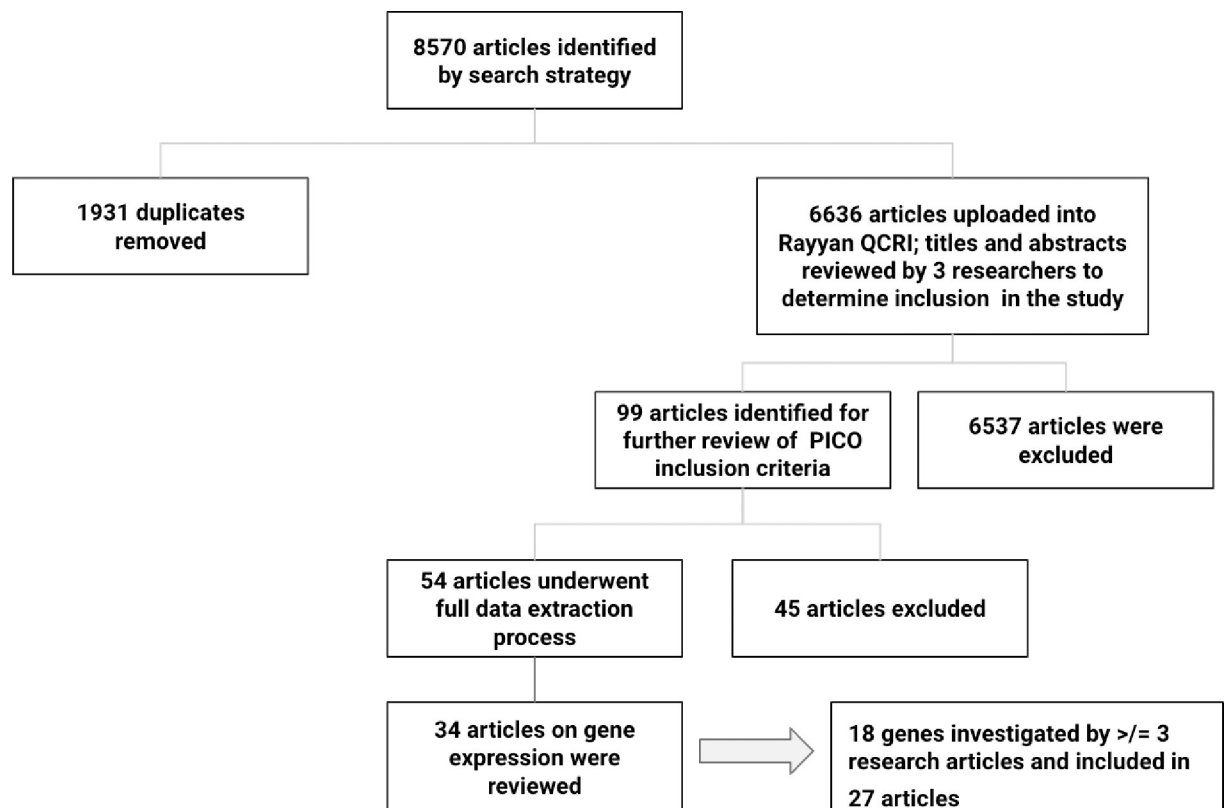 8570 articles identified
by search strategy
1931 duplicates
removed
6636 articles uploaded into
Rayyan QCRI; titles and abstracts
reviewed by 3 researchers to
determine inclusion in the study
99 articles identified for
further review of PICO
inclusion criteria
6537 articles were
excluded
54 articles underwent
full data extraction
process
45 articles excluded
34 articles on gene
expression were
reviewed
18 genes investigated by >/= 3
research articles and included in
27 articles